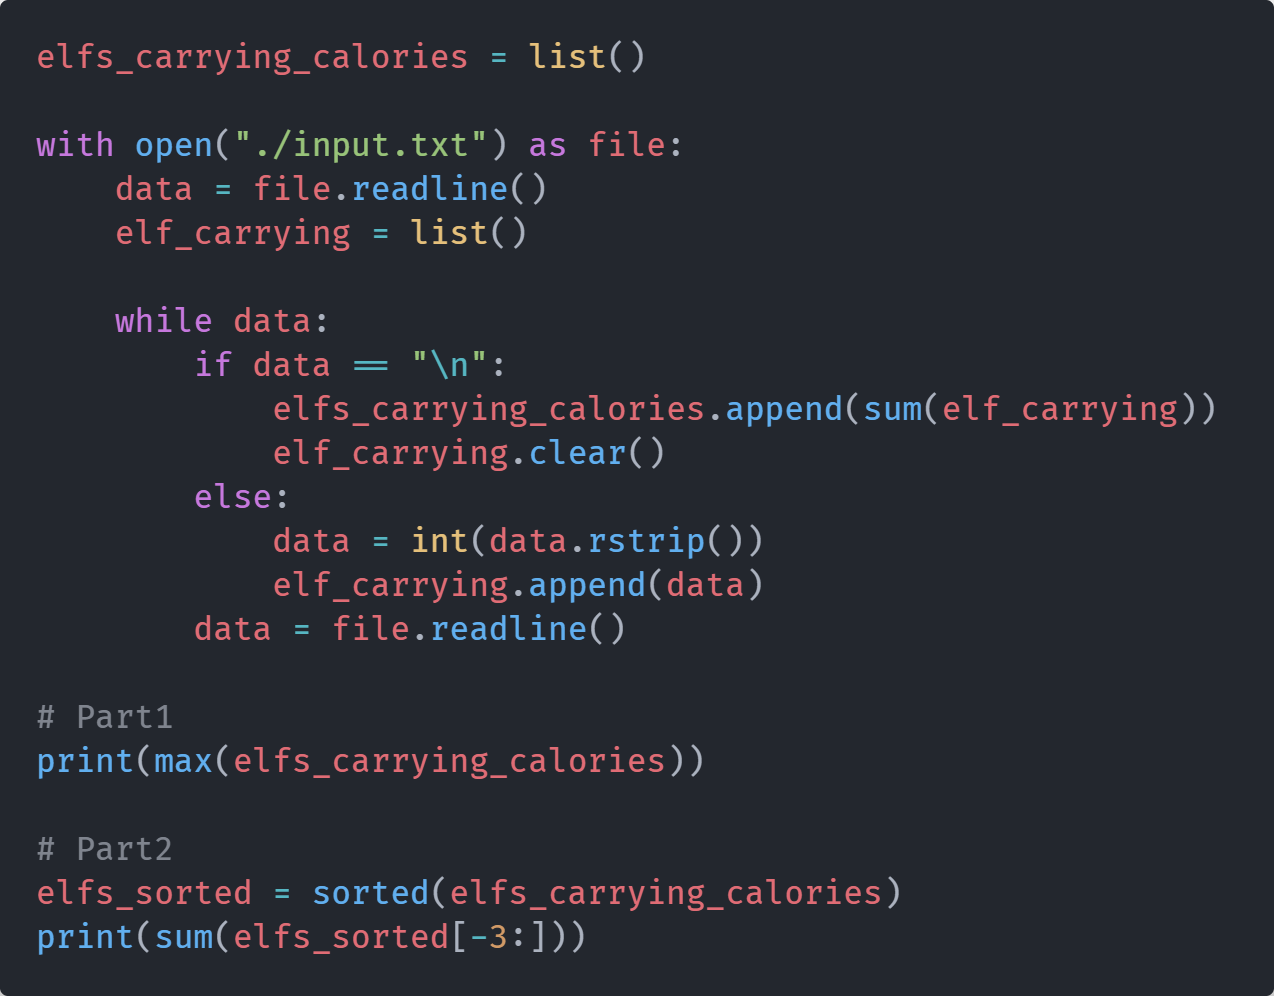 elfs_carrying_calories = list()

with open("./input.txt") as file:
    data = file.readline()
    elf_carrying = list()

    while data:
        if data == "\n":
            elfs_carrying_calories.append(sum(elf_carrying))
            elf_carrying.clear()
        else:
            data = int(data.rstrip())
            elf_carrying.append(data)
        data = file.readline()

# Part1
print(max(elfs_carrying_calories))

# Part2
elfs_sorted = sorted(elfs_carrying_calories)
print(sum(elfs_sorted[-3:]))